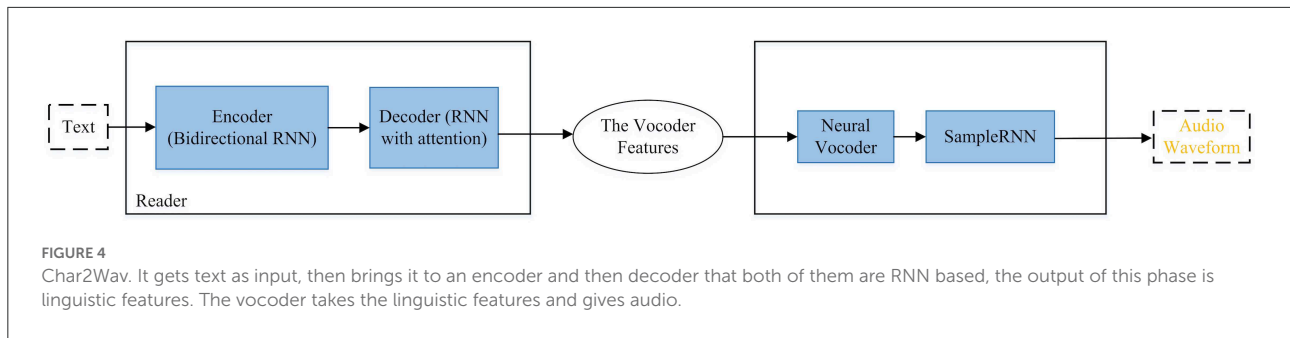 Text
Encoder
(Bidirectional RNN)
Decoder (RNN
with attention)
Reader
The Vocoder
Features
Neural
Vocoder
SampleRNN
Audio
Waveform
FIGURE 4
Char2Wav. It gets text as input, then brings it to an encoder and then decoder that both of them are RNN based, the output of this phase is
linguistic features. The vocoder takes the linguistic features and gives audio.